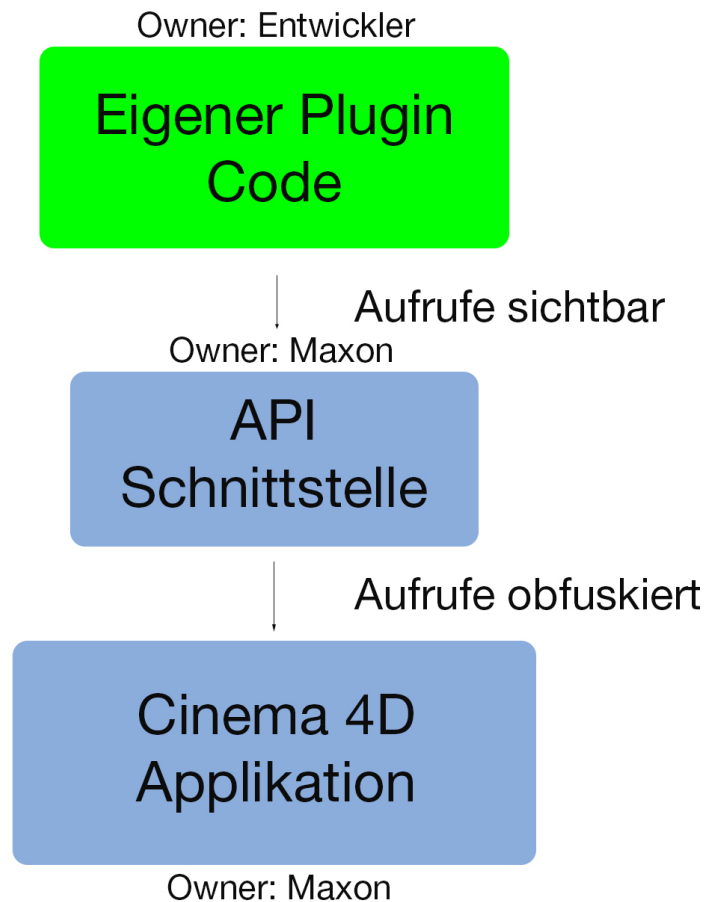 Owner: Entwickler
Eigener Plugin
Code
Aufrufe sichtbar
Owner: Maxon
API
Schnittstelle
Aufrufe obfuskiert
Cinema 4D
Applikation
Owner: Maxon